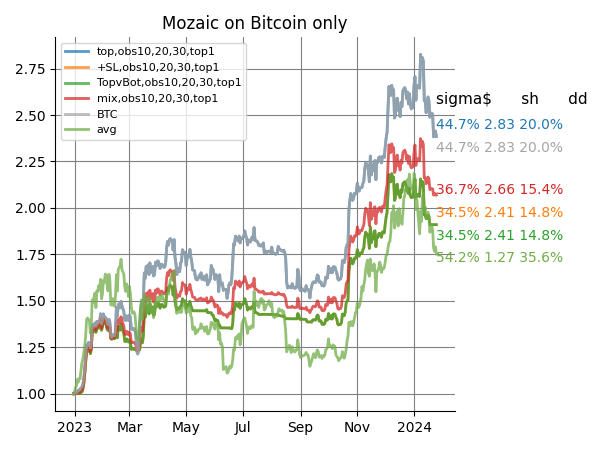 Mozaic on Bitcoin only
top,obs10,20,30,top1
+SL,obs10,20,30,top1
TopvBot,obs10,20,30,top1
mix,obs10,20,30,top1
BTC
avg
sigma$ sh dd
44.7% 2.83 20.0%
44.7% 2.83 20.0%
36.7% 2.66 15.4%
34.5% 2.41 14.8%
34.5% 2.41 14.8%
54.2% 1.27 35.6%
2.75
2.50
2.25
2.00
1.75
1.50
1.25
1.00
2023 Mar May Jul Sep Nov 2024